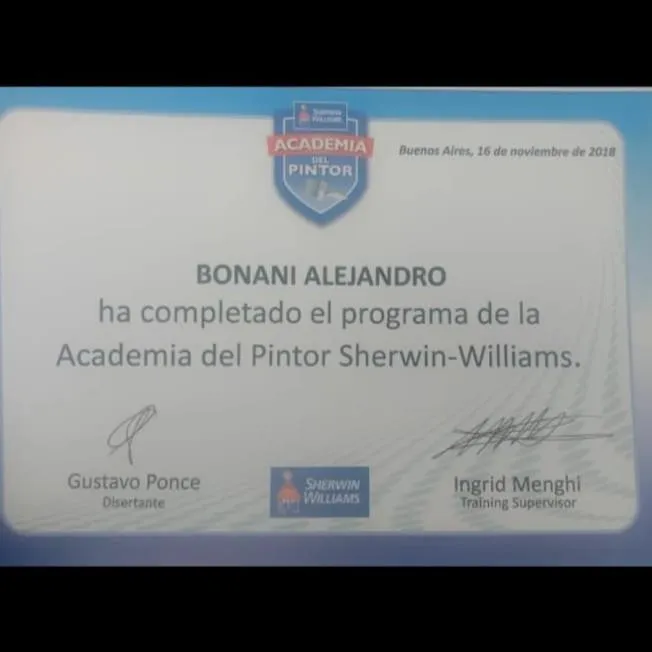 SHERWIN
WILLIAMS
ACADEMIA
DEL
PINTOR
Buenos Aires, 16 de noviembre de 2018
BONANI ALEJANDRO
ha completado el programa de la
Academia del Pintor Sherwin-Williams.
Gustavo Ponce
Disertante
SHERWIN
WILLIAMS
Ingrid Menghi
Training Supervisor